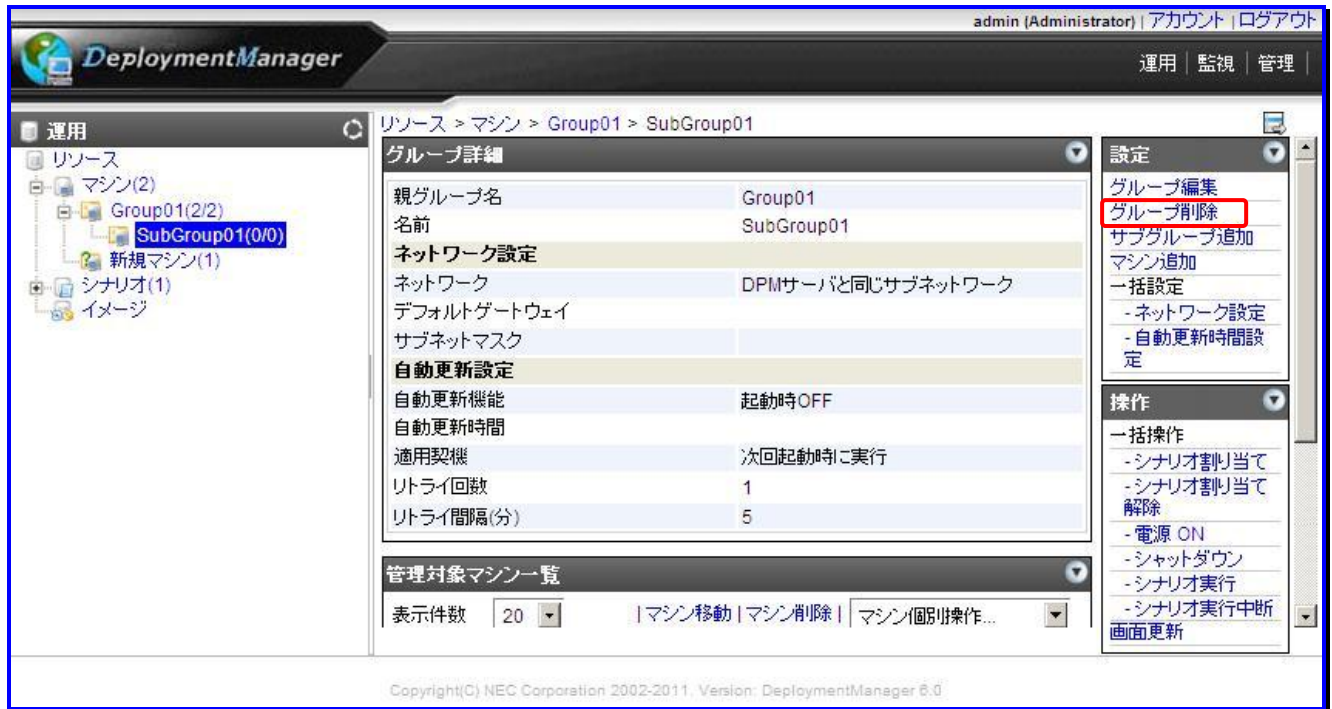 admin (Administrator) | アカウント | ログアウト
DeploymentManager
運用 | 監視 | 管理 |
運用
リソース
マシン(2)
Group01(2/2)
SubGroup01(0/0)
新規マシン(1)
シナリオ(1)
イメージ
リソース > マシン > Group01 > SubGroup01
グループ詳細
親グループ名 Group01
名前 SubGroup01
ネットワーク設定
ネットワーク DPMサーバと同じサブネットワーク
デフォルトゲートウェイ
サブネットマスク
自動更新設定
自動更新機能 起動時OFF
自動更新時間
適用契機 次回起動時に実行
リトライ回数 1
リトライ間隔(分) 5
管理対象マシン一覧
表示件数 20 | マシン移動 | マシン削除 | マシン個別操作...
設定
グループ編集
グループ削除
サブグループ追加
マシン追加
一括設定
- ネットワーク設定
- 自動更新時間設
定
操作
一括操作
- シナリオ割り当て
- シナリオ割り当て
解除
- 電源 ON
- シャットダウン
- シナリオ実行
- シナリオ実行中断
画面更新
Copyright(C) NEC Corporation 2002-2011. Version: DeploymentManager 6.0